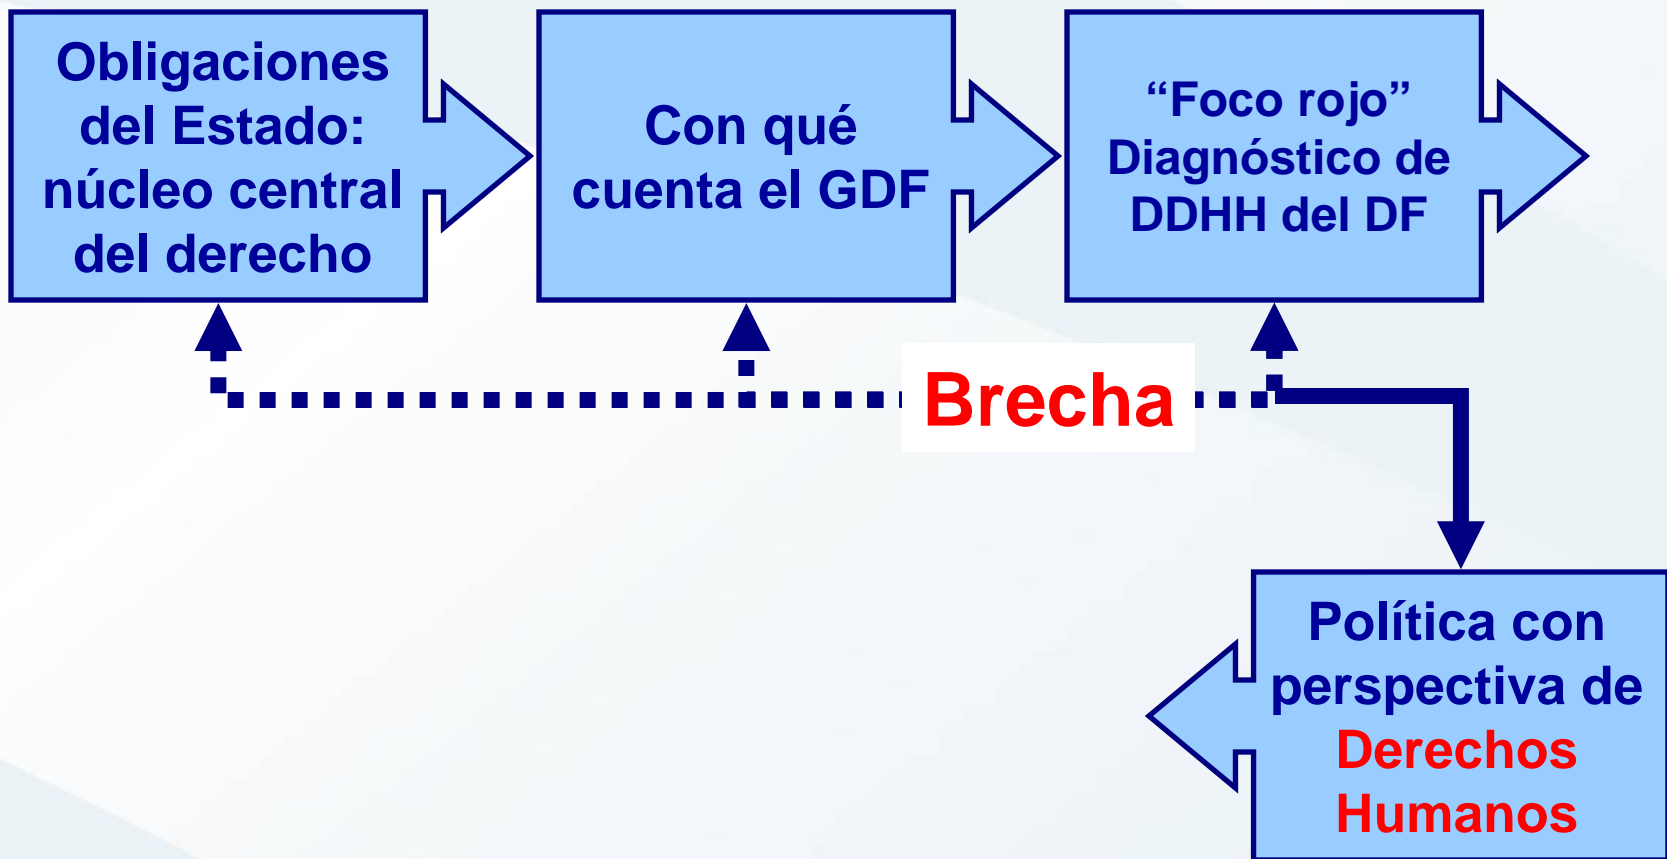 Obligaciones
del Estado:
núcleo central
del derecho
Con qué
cuenta el GDF
“Foco rojo”
Diagnóstico de
DDHH del DF
Brecha
Política con
perspectiva de
Derechos
Humanos